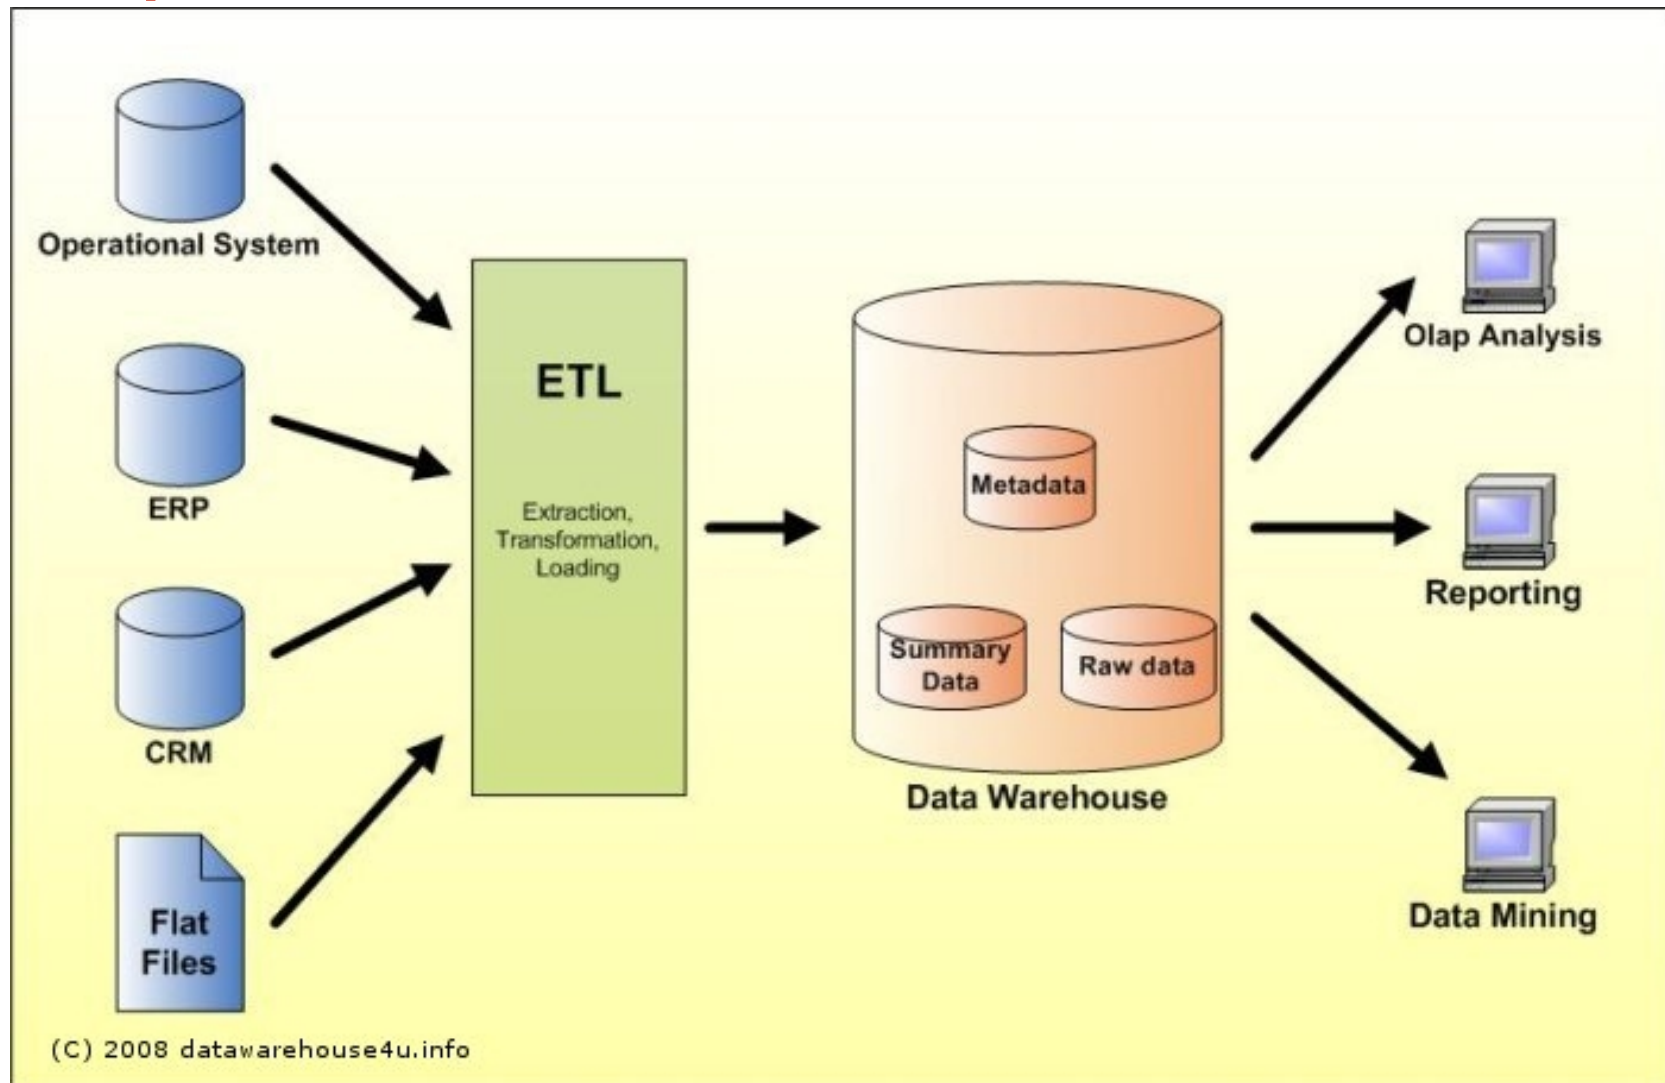 Operational System
ERP
CRM
Flat
Files
ETL
Extraction,
Transformation,
Loading
Metadata
Summary
Data
Raw data
Data Warehouse
Olap Analysis
Reporting
Data Mining
(C) 2008 datawarehouse4u.info